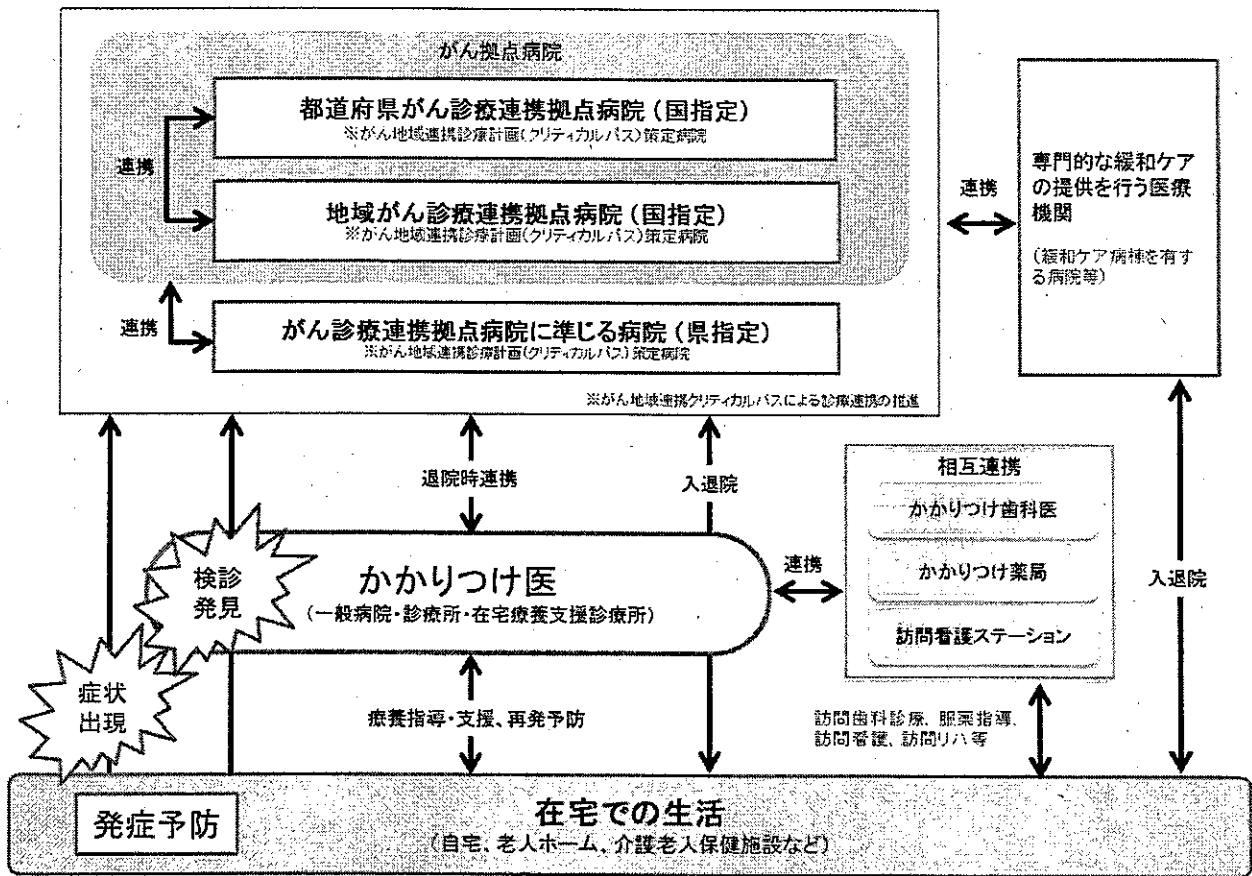 がん拠点病院
都道府県がん診療連携拠点病院（国指定）
※がん地域連携診療計画(クリティカルパス)策定病院
連携
地域がん診療連携拠点病院（国指定）
※がん地域連携診療計画(クリティカルパス)策定病院
連携
がん診療連携拠点病院に準じる病院（県指定）
※がん地域連携診療計画(クリティカルパス)策定病院
※がん地域連携クリティカルパスによる診療連携の推進
連携
専門的な緩和ケア
の提供を行う医療
機関
（緩和ケア病棟を有す
る病院等）
退院時連携
入退院
相互連携
かかりつけ歯科医
かかりつけ薬局
訪問看護ステーション
検診
発見
かかりつけ医
（一般病院・診療所・在宅療養支援診療所）
連携
入退院
症状
出現
療養指導・支援、再発予防
訪問歯科診療、服薬指導、
訪問看護、訪問リハ等
発症予防
在宅での生活
（自宅、老人ホーム、介護老人保健施設など）